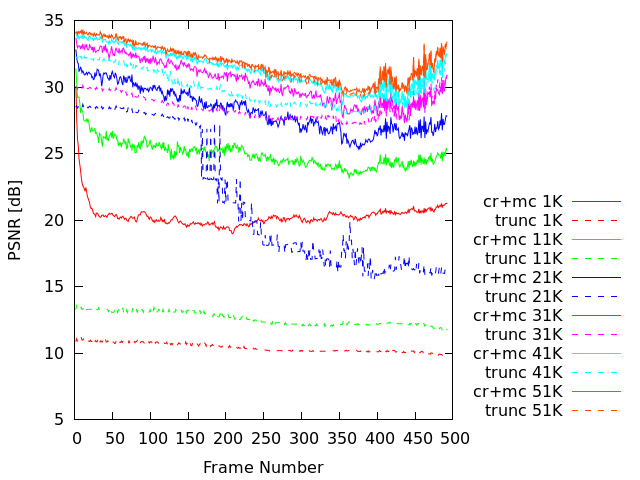 35
30
25
20
15
10
5
PSNR [dB]
0 50 100 150 200 250 300 350 400 450 500
Frame Number
cr+mc 1K
trunc 1K
cr+mc 11K
trunc 11K
cr+mc 21K
trunc 21K
cr+mc 31K
trunc 31K
cr+mc 41K
trunc 41K
cr+mc 51K
trunc 51K